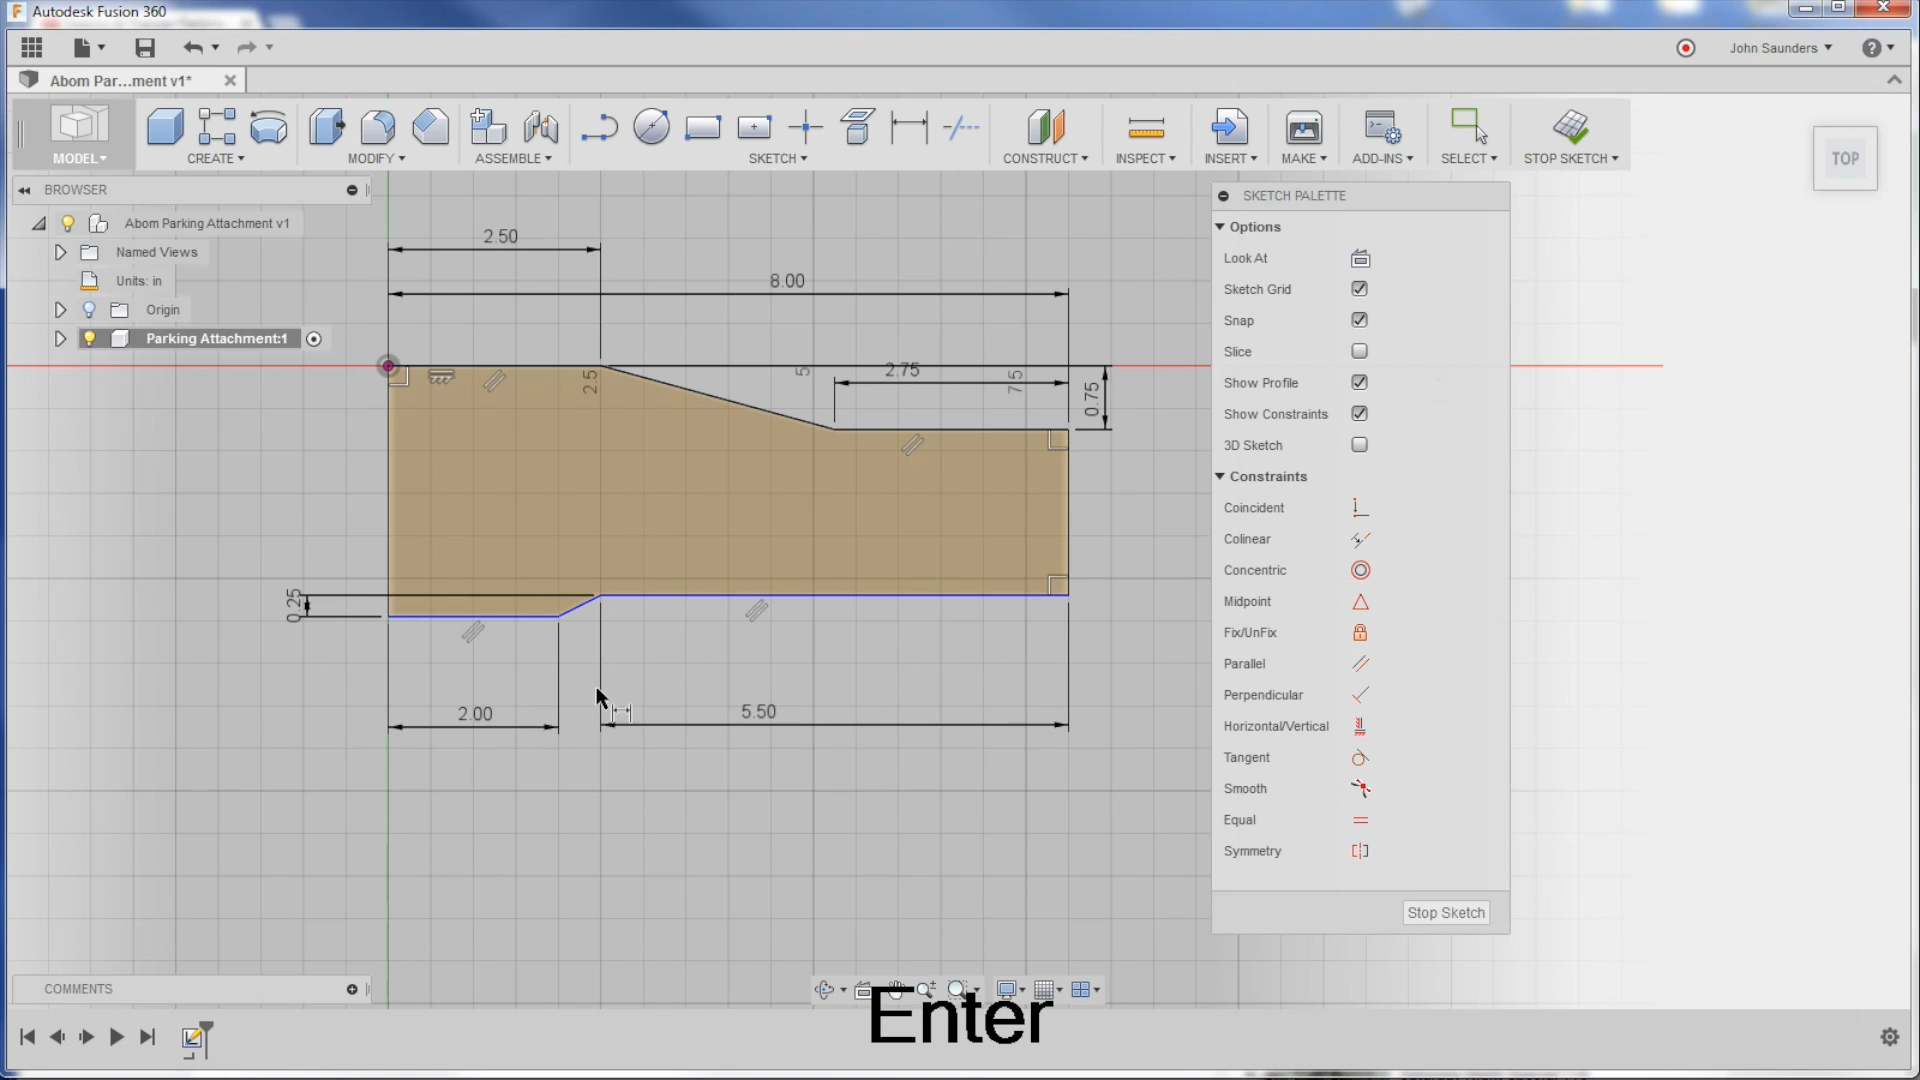 Autodesk Fusion 360
John Saunders
Abom Par...ment v1*
MODEL
CREATE
MODIFY
ASSEMBLE
SKETCH
CONSTRUCT
INSPECT
INSERT
MAKE
ADD-INS
SELECT
STOP SKETCH
TOP
BROWSER
Abom Parking Attachment v1
Named Views
Units: in
Origin
Parking Attachment:1
2.50
8.00
2.5
5
2.75
7.5
0.75
0.25
2.00
5.50
SKETCH PALETTE
Options
Look At
Sketch Grid
Snap
Slice
Show Profile
Show Constraints
3D Sketch
Constraints
Coincident
Colinear
Concentric
Midpoint
Fix/UnFix
Parallel
Perpendicular
Horizontal/Vertical
Tangent
Smooth
Equal
Symmetry
Stop Sketch
COMMENTS
Enter